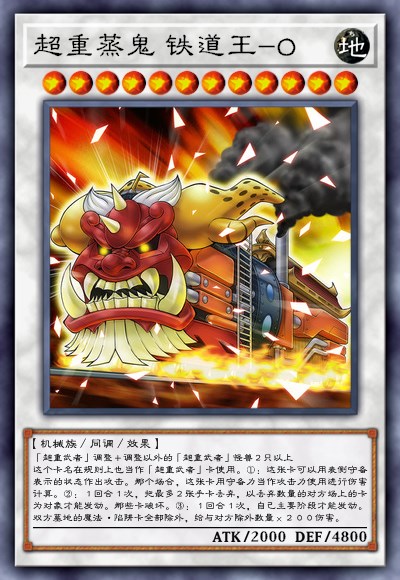 超重蒸鬼 铁道王-O
地
【机械族／同调／效果】
「超重武者」调整＋调整以外的「超重武者」怪兽２只以上
这个卡名在规则上也当作「超重武者」卡使用。①：这张卡可以用表侧守备
表示的状态作出攻击。那个场合，这张卡用守备力当作攻击力使用进行伤害
计算。②：１回合１次，把最多２张手卡丢弃，以丢弃数量的对方场上的卡
为对象才能发动。那些卡破坏。③：１回合１次，自己主要阶段才能发动。
双方墓地的魔法·陷阱卡全部除外，给与对方除外数量×２００伤害。
ATK/2000 DEF/4800